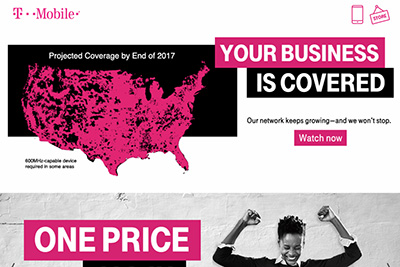 T··Mobile·
STORE
Projected Coverage by End of 2017
YOUR BUSINESS
IS COVERED
Our network keeps growing—and we won't stop.
Watch now
600MHz-capable device
required in some areas
ONE PRICE